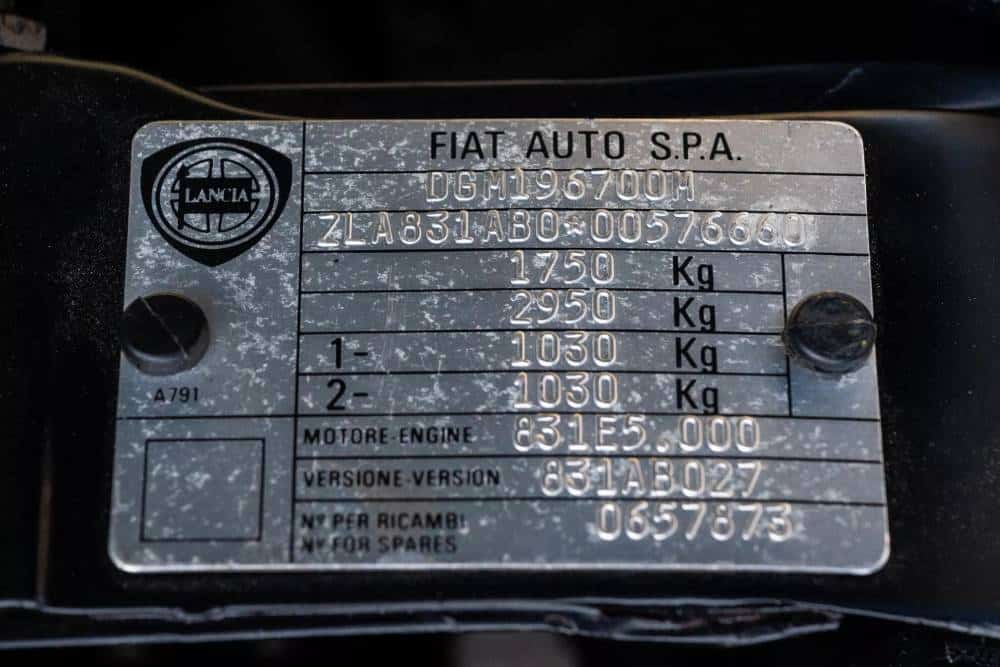 FIAT AUTO S.P.A.
LANCIA
DGM196700M
ZLA831AB0*00576660
1750 Kg
2950 Kg
1- 1030 Kg
2- 1030 Kg
A791
MOTORE-ENGINE 831E5.000
VERSIONE-VERSION 831AB027
Nº PER RICAMBI 0657873
Nº FOR SPARES